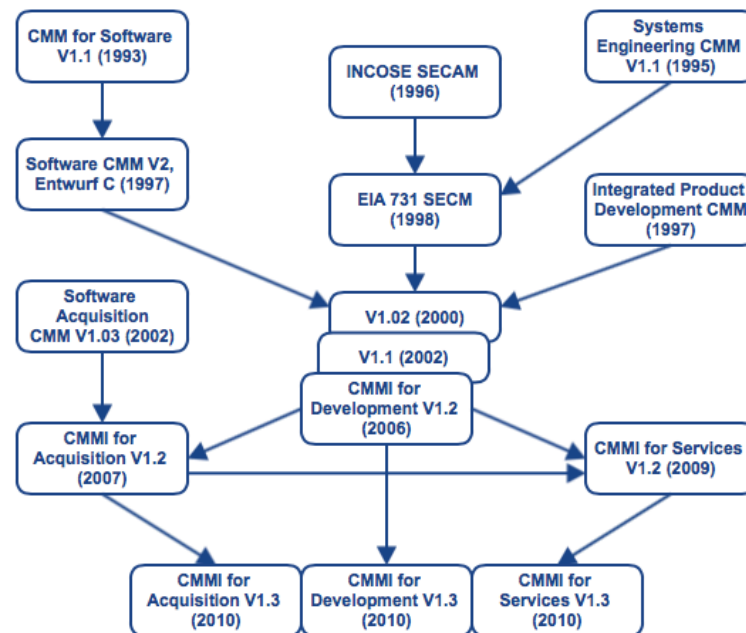 CMM for Software
V1.1 (1993)
INCOSE SECAM
(1996)
Systems
Engineering CMM
V1.1 (1995)
Software CMM V2,
Entwurf C (1997)
EIA 731 SECM
(1998)
Integrated Product
Development CMM
(1997)
Software
Acquisition
CMM V1.03 (2002)
V1.02 (2000)
V1.1 (2002)
CMMI for
Development V1.2
(2006)
CMMI for
Acquisition V1.2
(2007)
CMMI for Services
V1.2 (2009)
CMMI for
Acquisition V1.3
(2010)
CMMI for
Development V1.3
(2010)
CMMI for
Services V1.3
(2010)